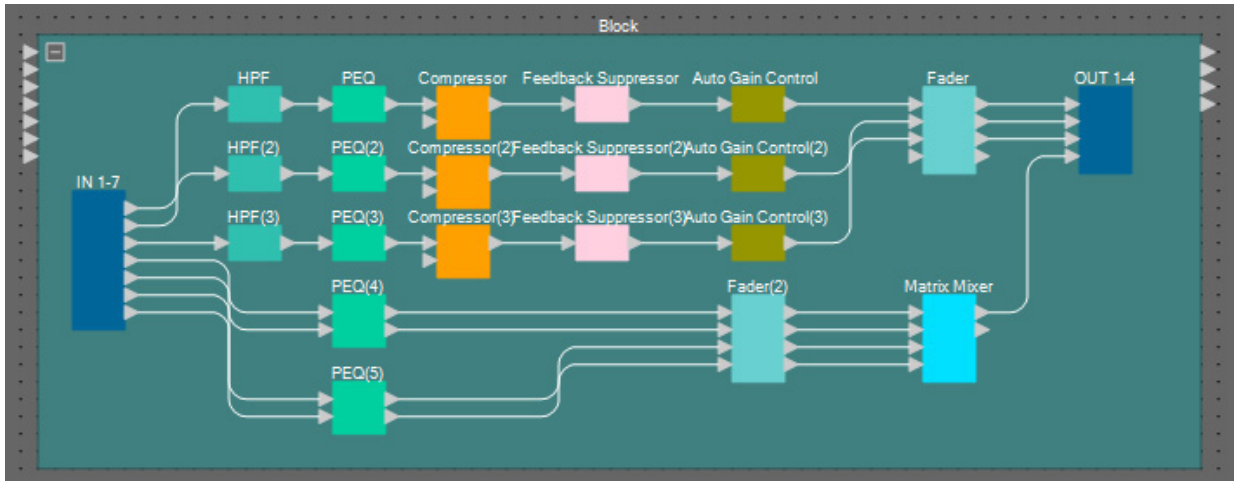 Block
HPF PEQ Compressor Feedback Suppressor Auto Gain Control Fader OUT 1-4
HPF(2) PEQ(2) Compressor(2) Feedback Suppressor(2) Auto Gain Control(2)
IN 1-7
HPF(3) PEQ(3) Compressor(3) Feedback Suppressor(3) Auto Gain Control(3)
PEQ(4) Fader(2) Matrix Mixer
PEQ(5)